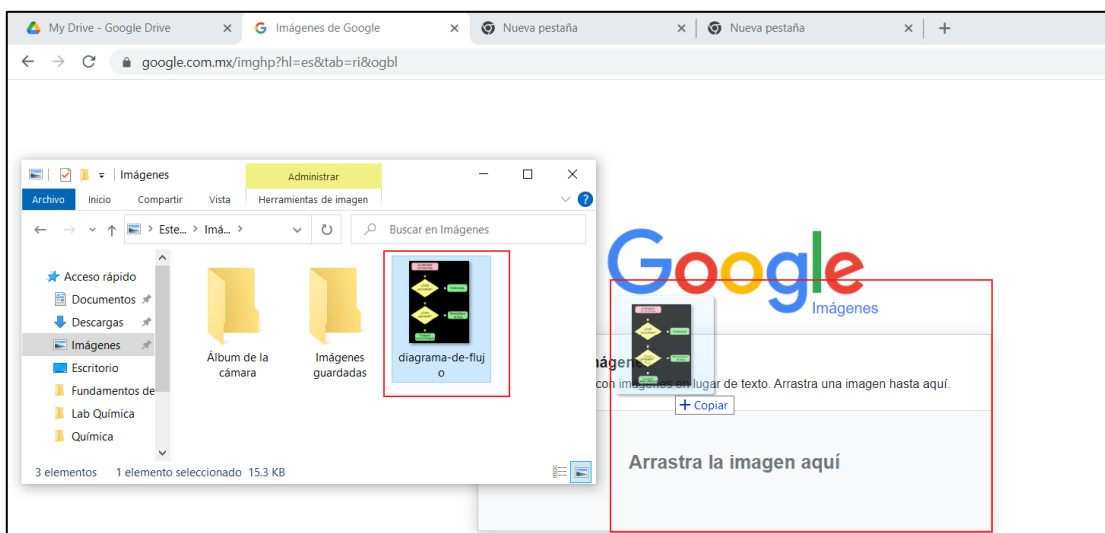 My Drive - Google Drive
Imágenes de Google
Nueva pestaña
Nueva pestaña
google.com.mx/imghp?hl=es&tab=ri&ogbl
Imágenes
Administrar
Archivo
Inicio
Compartir
Vista
Herramientas de imagen
Este...
Imá...
Buscar en Imágenes
Acceso rápido
Documentos
Descargas
Imágenes
Escritorio
Fundamentos de
Lab Química
Química
Álbum de la
cámara
Imágenes
guardadas
diagrama-de-fluj
o
3 elementos
1 elemento seleccionado
15.3 KB
Google
Imágenes
con imágenes en lugar de texto. Arrastra una imagen hasta aquí.
+ Copiar
Arrastra la imagen aquí